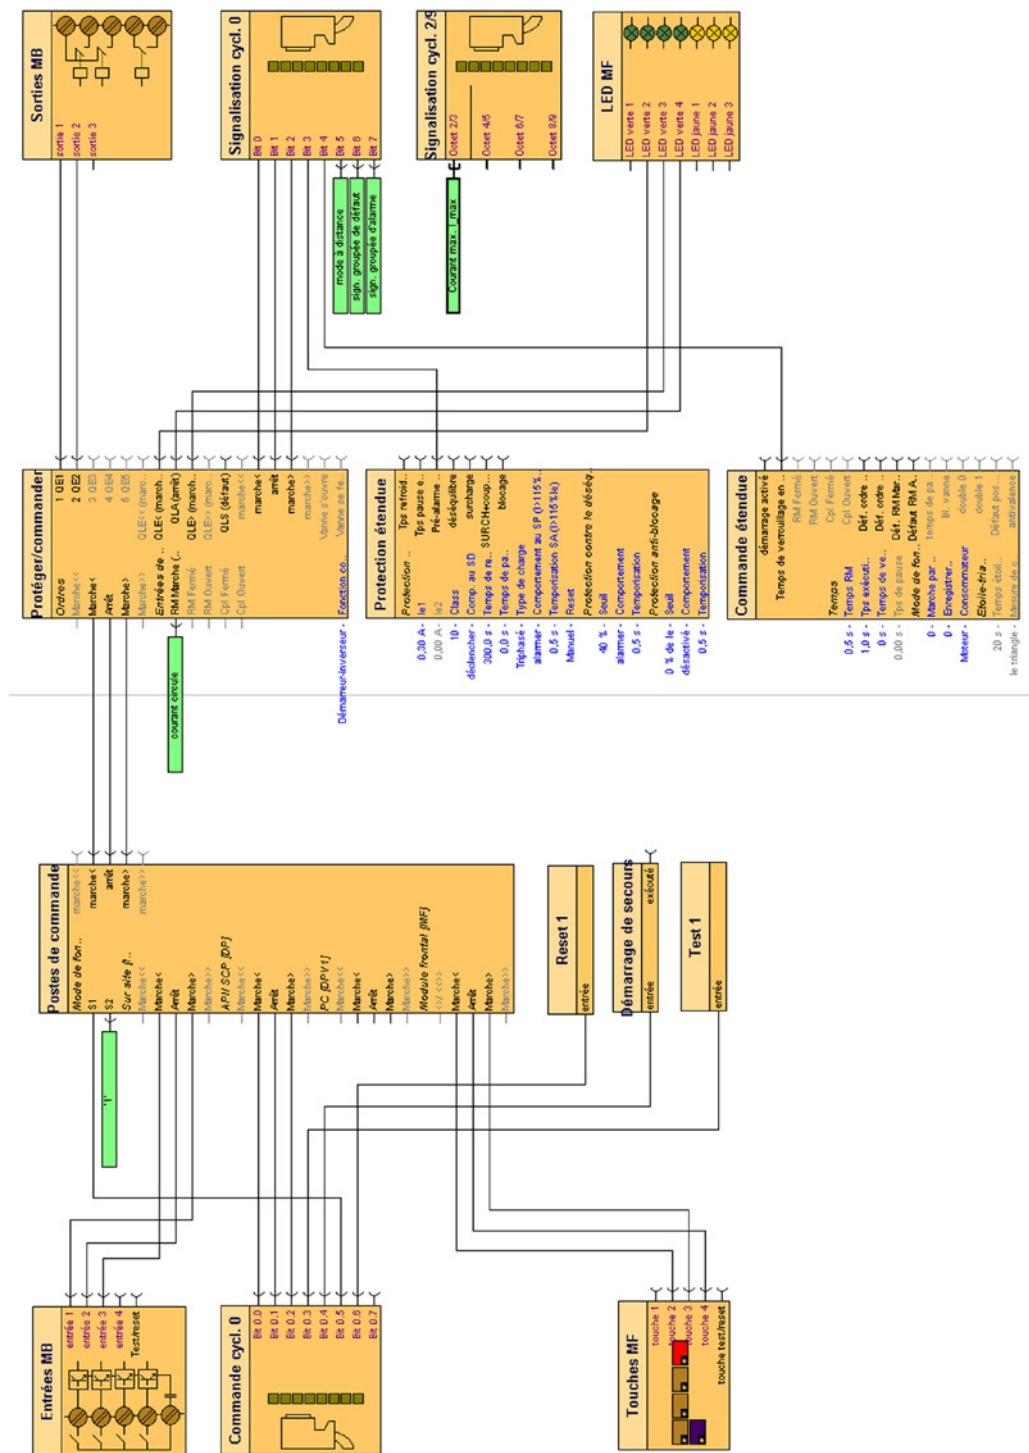 Sorties MB
sortie 1
sortie 2
sortie 3
Signalisation cycl. 0
Bit 0
Bit 1
Bit 2
Bit 3
Bit 4
Bit 5
Bit 6
Bit 7
mode à distance
sign. groupée de défaut
sign. groupée d'alarme
Signalisation cycl. 2/9
Octet 2/3
Octet 4/5
Octet 6/7
Octet 8/9
Courant max. I_max
LED MF
LED verte 1
LED verte 2
LED verte 3
LED verte 4
LED jaune 1
LED jaune 2
LED jaune 3
Protéger/commander
Ordres 1 QE1
Marche<< 2 QE2
Marche< 3 QE3
Arrêt 4 QE4
Marche> 5 QE5
Marche>> QLE<< (marc..
Entrées de .. QLE< (march..
RM Marche (.. QLA (arrêt)
RM Fermé QLE> (march..
RM Ouvert QLE>> (marc..
Cpl Fermé QLS (défaut)
Cpl Ouvert marche<<
marche<
arrêt
marche>
marche>>
Vanne s'ouvre
Vanne se fe..
Démarreur-inverseur - Fonction co..
courant circule
Protection étendue
Protection .. Tps refroid..
0,30 A - Ie1 Tps pause e..
0,00 A - Ie2 Pré-alarme ..
10 - Class déséquilibre
déclencher - Comp. au SD surcharge
300,0 s - Temps de re.. SURCH+coup..
0,0 s - Temps de pa.. blocage
Triphasé - Type de charge
alarmer - Comportement au SP (I>115%..
0,5 s - Temporisation SA (I>115%Ie)
Manuel - Reset
Protection contre le déséq..
40 % - Seuil
alarmer - Comportement
0,5 s - Temporisation
Protection anti-blocage
0 % de Ie - Seuil
désactivé - Comportement
0,5 s - Temporisation
Commande étendue
démarrage activé
Temps de verrouillage en ..
RM Fermé
RM Ouvert
Cpl Fermé
Temps Cpl Ouvert
0,5 s - Temps RM Déf. ordre ..
1,0 s - Tps exécuti.. Déf. ordre ..
0 s - Temps de ve.. Déf. RM Mar..
0,00 s - Tps de pause Défaut RM A..
Mode de fon.. temps de pa..
0 - Marche par .. Bl. vanne
0 - Enregistrer.. double 0
Moteur - Consommateur double 1
Etoile-tria.. Défaut pos..
20 s - Temps étoil.. antivalence
le triangle - Mesure de c..
Postes de commande
Mode de fon.. marche<<
S1 marche<
S2 arrêt
Sur site [l.. marche>
Marche<< marche>>
Marche<
Arrêt
Marche>
Marche>>
API/ SCP [DP]
Marche<<
Marche<
Arrêt
Marche>
Marche>>
PC [DPV1]
Marche<<
Marche<
Arrêt
Marche>
Marche>>
Module frontal [MF]
<</>>
Marche<<
Marche<
Arrêt
Marche>
Marche>>
'1'
Reset 1
entrée
Démarrage de secours
entrée exécuté
Test 1
entrée
Entrées MB
entrée 1
entrée 2
entrée 3
entrée 4
Test/reset
Commande cycl. 0
Bit 0.0
Bit 0.1
Bit 0.2
Bit 0.3
Bit 0.4
Bit 0.5
Bit 0.6
Bit 0.7
Touches MF
touche 1
touche 2
touche 3
touche 4
touche test/reset